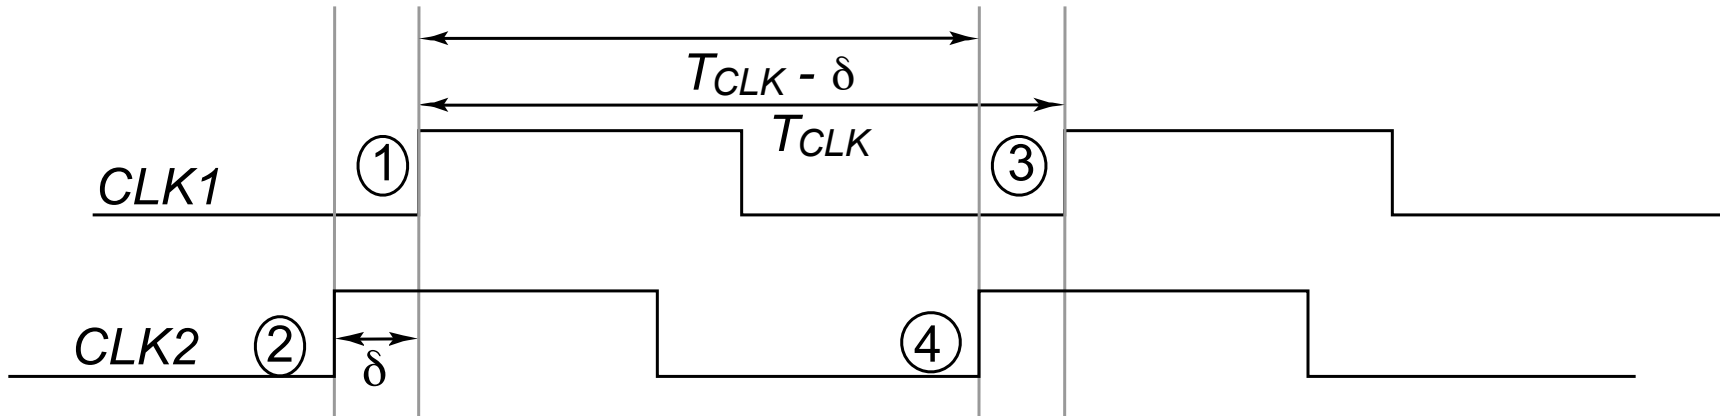 T_CLK - δ
T_CLK
① ③
CLK1
② ④
CLK2
δ